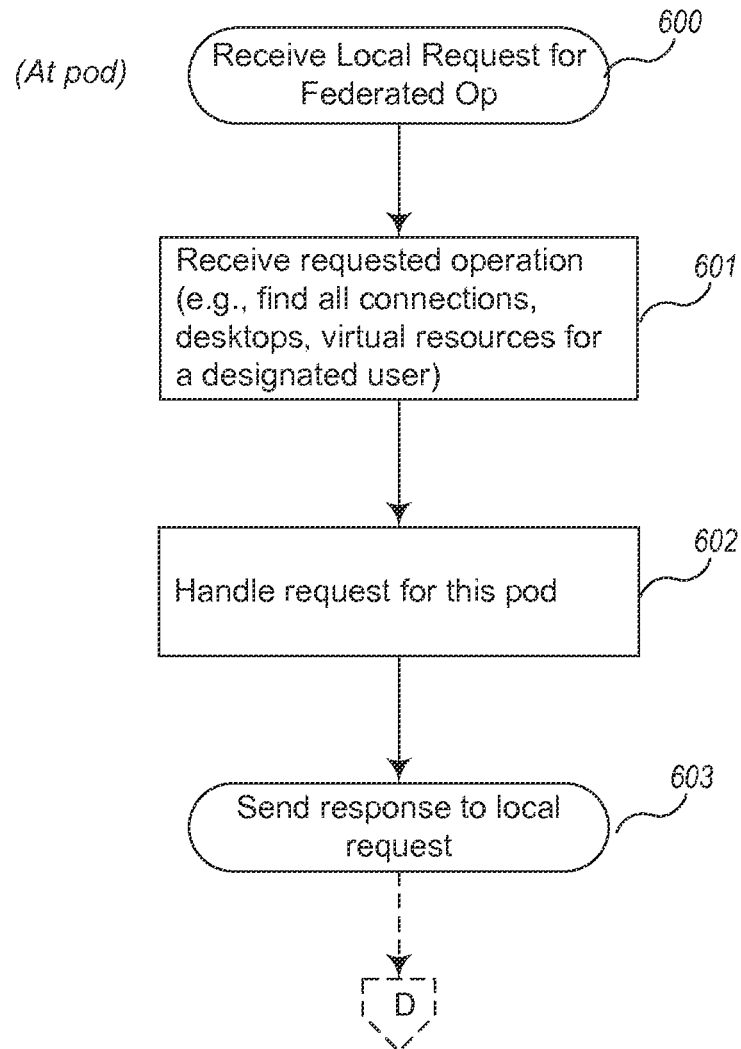 600
(At pod)
Receive Local Request for
Federated Op
Receive requested operation
(e.g., find all connections,
desktops, virtual resources for
a designated user)
601
Handle request for this pod
602
Send response to local
request
603
D